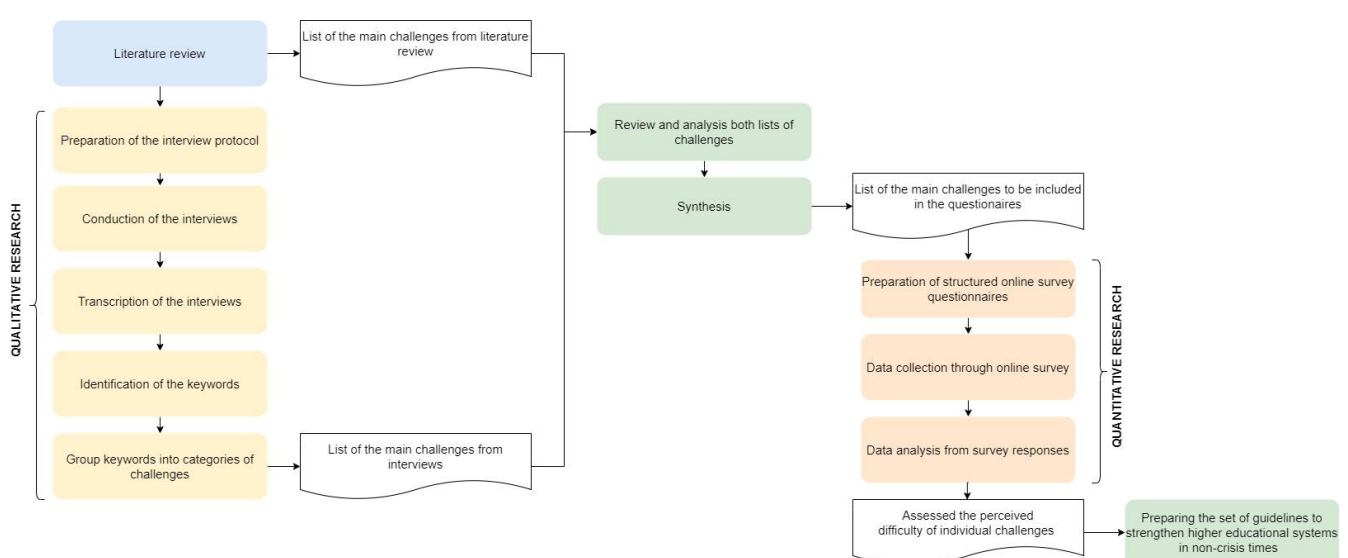 Literature review
List of the main challenges from literature
review
QUALITATIVE RESEARCH
Preparation of the interview protocol
Conduction of the interviews
Transcription of the interviews
Identification of the keywords
Group keywords into categories of
challenges
List of the main challenges from
interviews
Review and analysis both lists of
challenges
Synthesis
List of the main challenges to be included
in the questionaires
Preparation of structured online survey
questionnaires
Data collection through online survey
Data analysis from survey responses
QUANTITATIVE RESEARCH
Assessed the perceived
difficulty of individual challenges
Preparing the set of guidelines to
strengthen higher educational systems
in non-crisis times